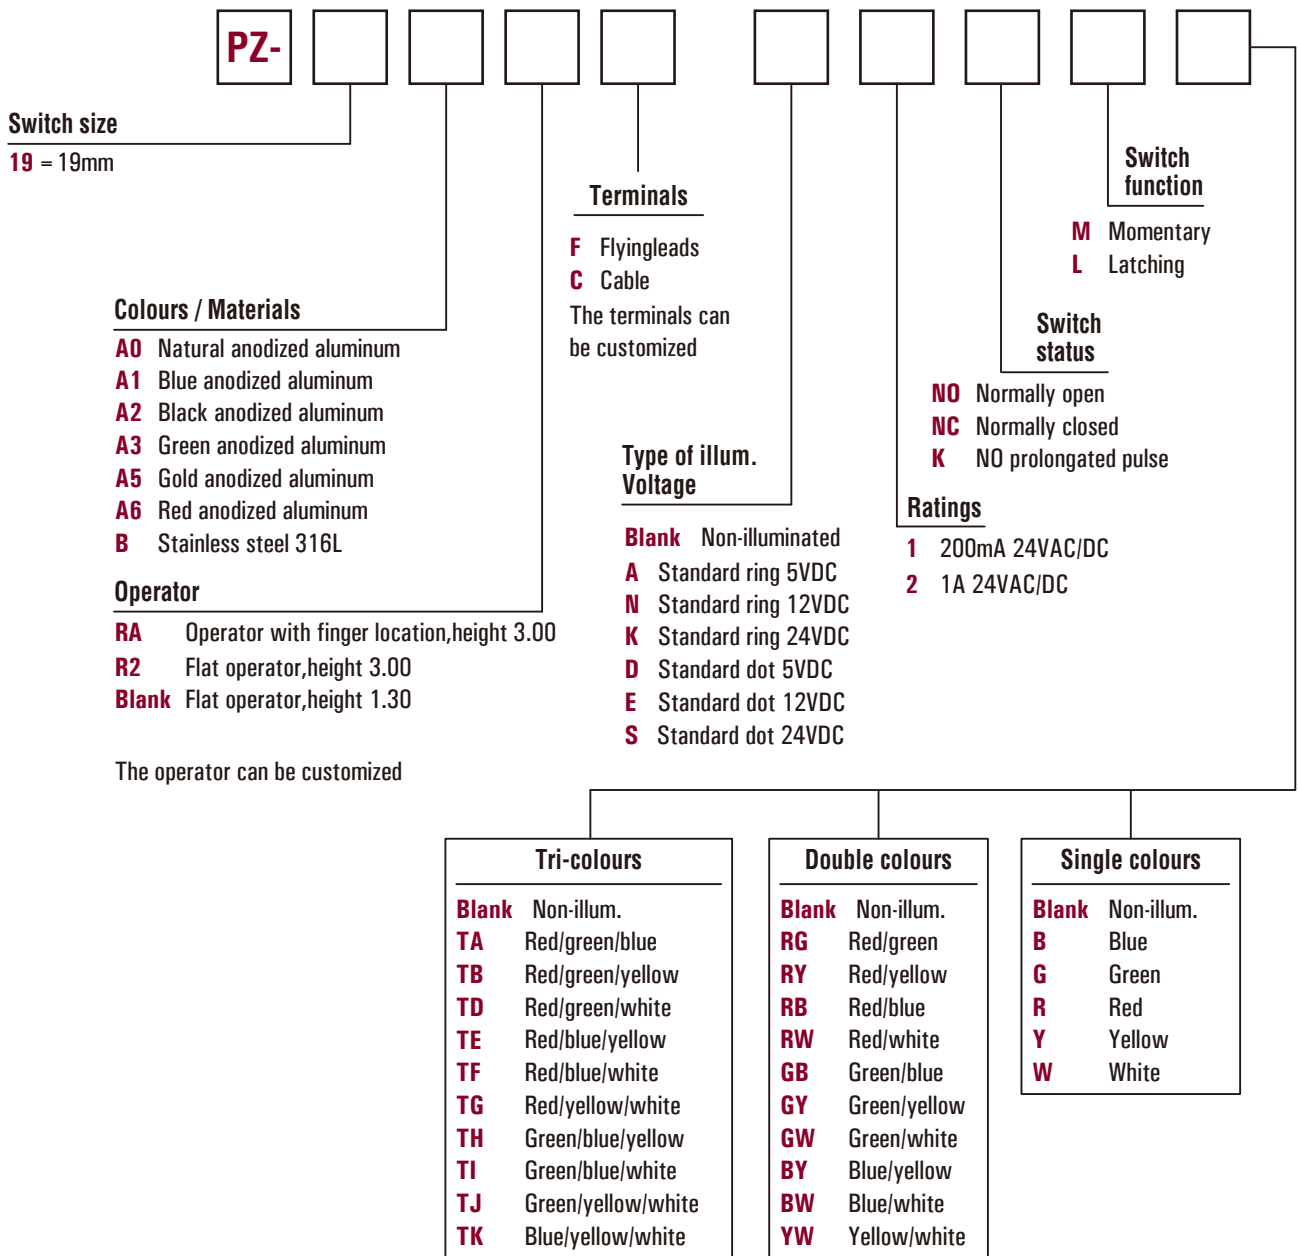 PZ-
Switch size
19 = 19mm
Colours / Materials
A0 Natural anodized aluminum
A1 Blue anodized aluminum
A2 Black anodized aluminum
A3 Green anodized aluminum
A5 Gold anodized aluminum
A6 Red anodized aluminum
B Stainless steel 316L
Operator
RA Operator with finger location,height 3.00
R2 Flat operator,height 3.00
Blank Flat operator,height 1.30
The operator can be customized
Terminals
F Flyingleads
C Cable
The terminals can
be customized
Type of illum.
Voltage
Blank Non-illuminated
A Standard ring 5VDC
N Standard ring 12VDC
K Standard ring 24VDC
D Standard dot 5VDC
E Standard dot 12VDC
S Standard dot 24VDC
Ratings
1 200mA 24VAC/DC
2 1A 24VAC/DC
Switch
status
NO Normally open
NC Normally closed
K NO prolongated pulse
Switch
function
M Momentary
L Latching
Tri-colours
Blank Non-illum.
TA Red/green/blue
TB Red/green/yellow
TD Red/green/white
TE Red/blue/yellow
TF Red/blue/white
TG Red/yellow/white
TH Green/blue/yellow
TI Green/blue/white
TJ Green/yellow/white
TK Blue/yellow/white
Double colours
Blank Non-illum.
RG Red/green
RY Red/yellow
RB Red/blue
RW Red/white
GB Green/blue
GY Green/yellow
GW Green/white
BY Blue/yellow
BW Blue/white
YW Yellow/white
Single colours
Blank Non-illum.
B Blue
G Green
R Red
Y Yellow
W White